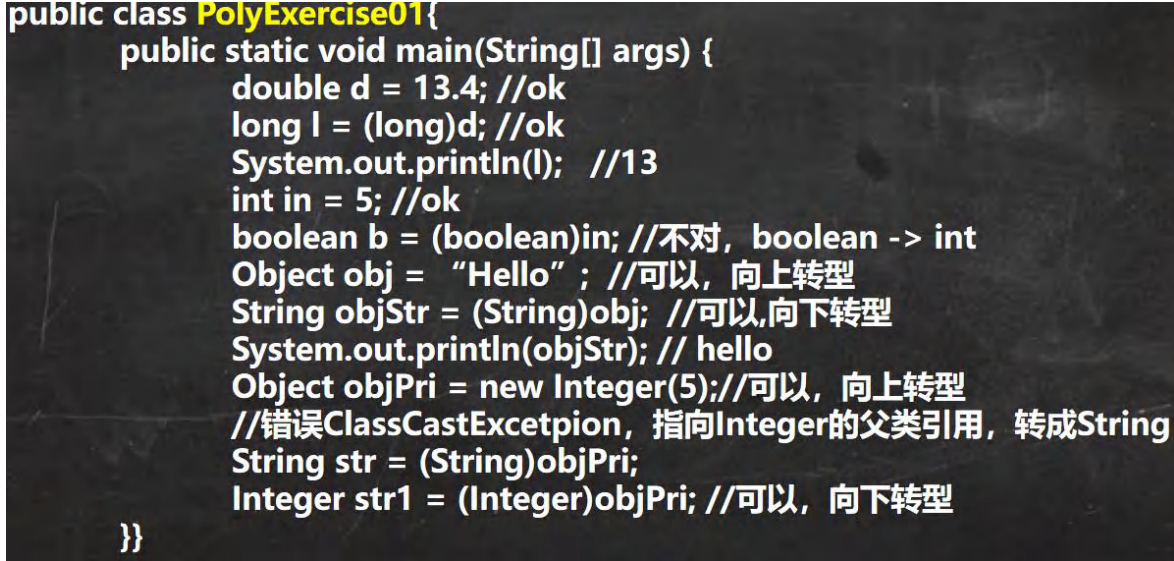 public class PolyExercise01{
public static void main(String[] args) {
double d = 13.4; //ok
long l = (long)d; //ok
System.out.println(l); //13
int in = 5; //ok
boolean b = (boolean)in; //不对，boolean -> int
Object obj = “Hello”; //可以，向上转型
String objStr = (String)obj; //可以,向下转型
System.out.println(objStr); // hello
Object objPri = new Integer(5);//可以，向上转型
//错误ClassCastExcetpion，指向Integer的父类引用，转成String
String str = (String)objPri;
Integer str1 = (Integer)objPri; //可以，向下转型
}}